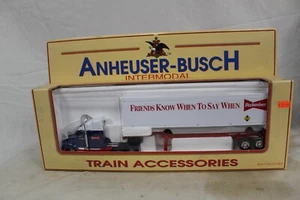 ANHEUSER-BUSCH
INTERMODAL
FRIENDS KNOW WHEN TO SAY WHEN
Budweiser
TRAIN ACCESSORIES